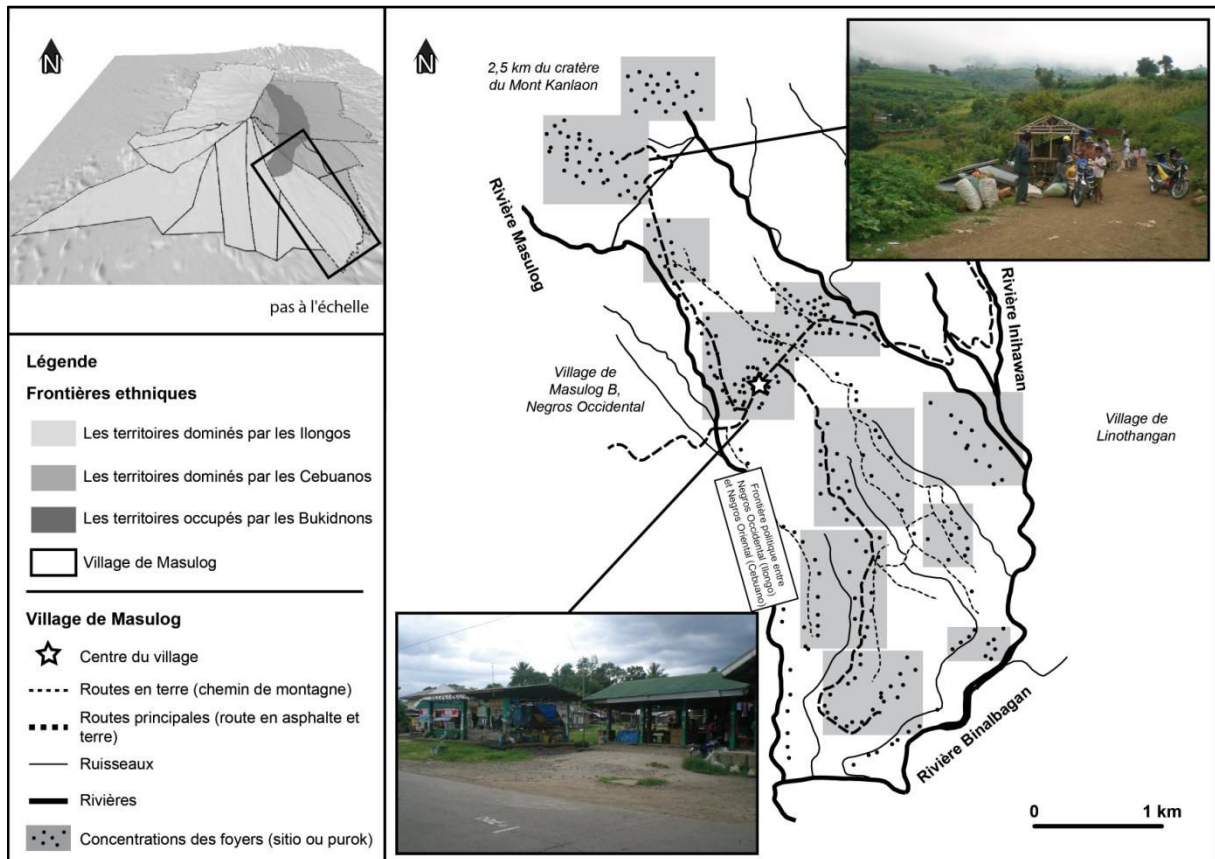 N
pas à l'échelle
Légende
Frontières ethniques
Les territoires dominés par les Ilongos
Les territoires dominés par les Cebuanos
Les territoires occupés par les Bukidnons
Village de Masulog
Village de Masulog
Centre du village
Routes en terre (chemin de montagne)
Routes principales (route en asphalte et
terre)
Ruisseaux
Rivières
Concentrations des foyers (sitio ou purok)
N
2,5 km du cratère
du Mont Kanlaon
Rivière Masulog
Rivière Inihawan
Village de
Masulog B,
Negros Occidental
Village de
Linothangan
Frontière politique entre
Negros Occidental (Ilongo)
et Negros Oriental (Cebuano)
Rivière Binalbagan
0 1 km